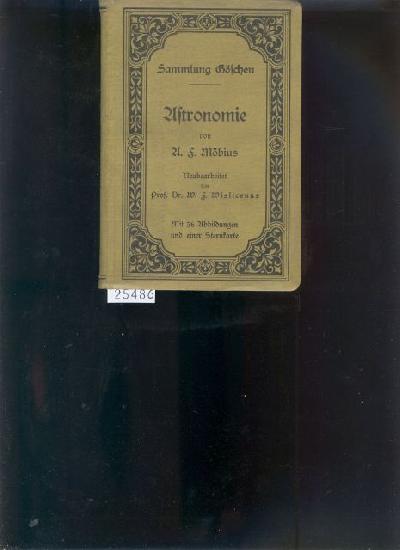 Sammlung Göschen
Astronomie
von
A. F. Möbius
Neubearbeitet
von
Prof. Dr. W. F. Wislicenus
Mit 36 Abbildungen
und einer Sternkarte
25486